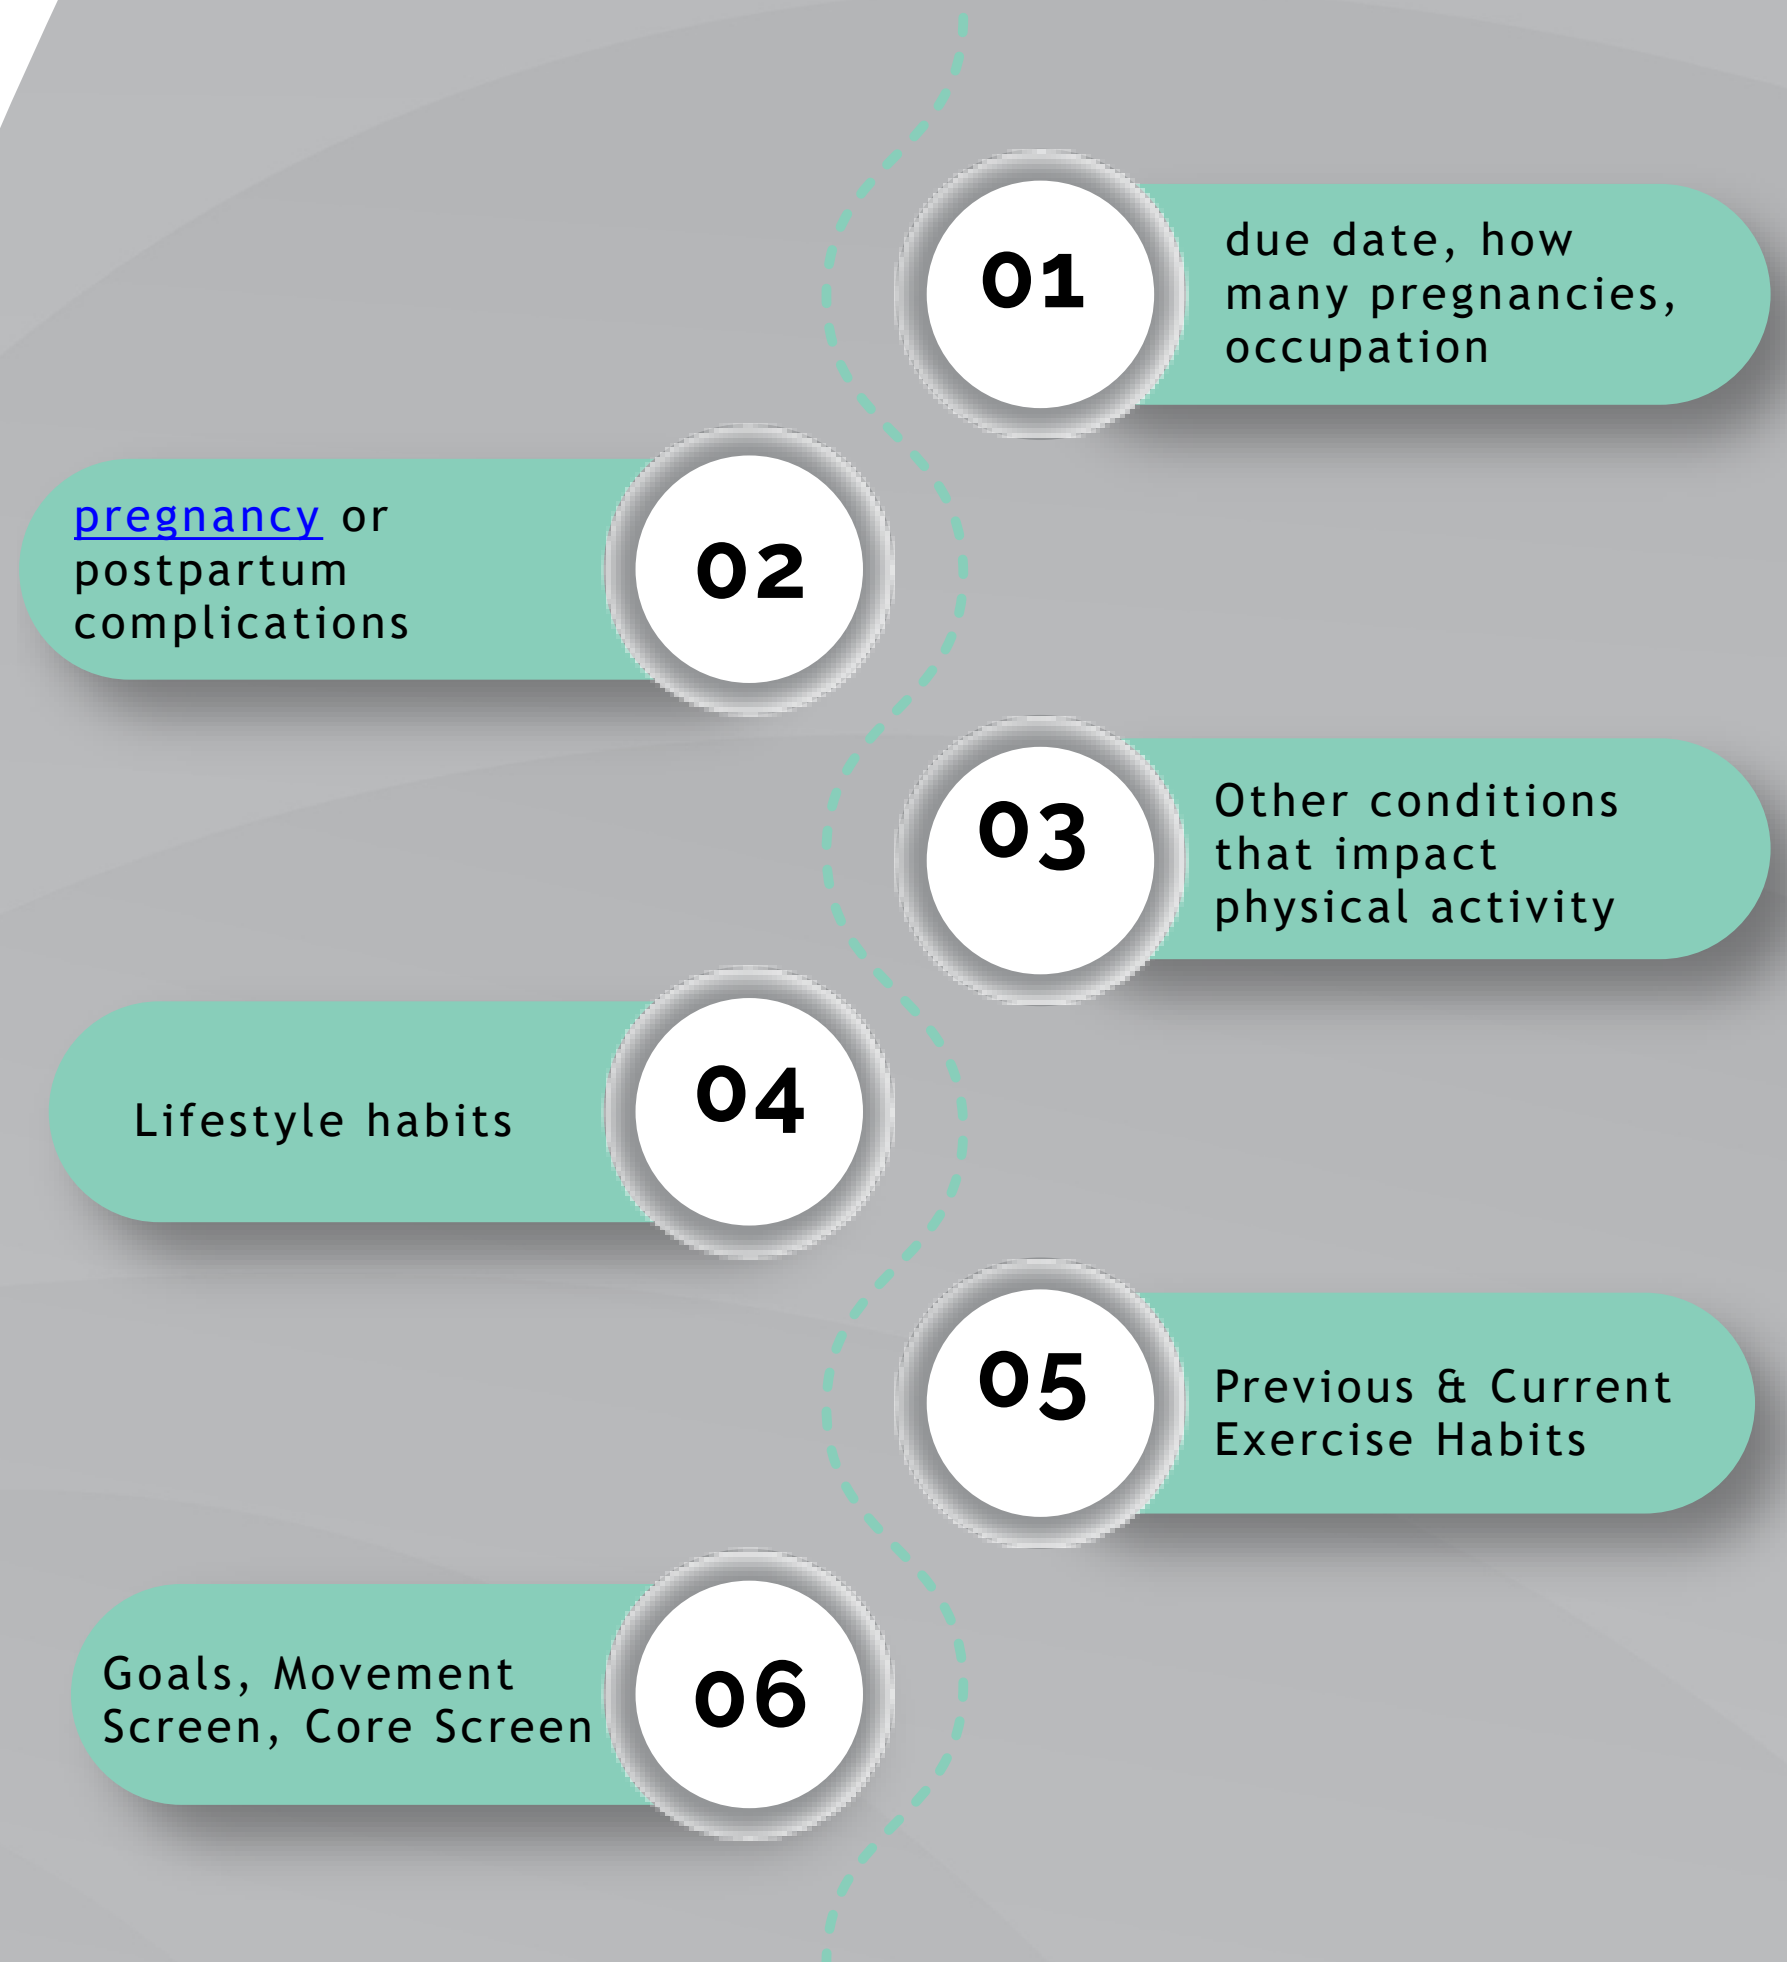 01
due date, how
many pregnancies,
occupation
02
pregnancy or
postpartum
complications
03
Other conditions
that impact
physical activity
04
Lifestyle habits
05
Previous & Current
Exercise Habits
06
Goals, Movement
Screen, Core Screen